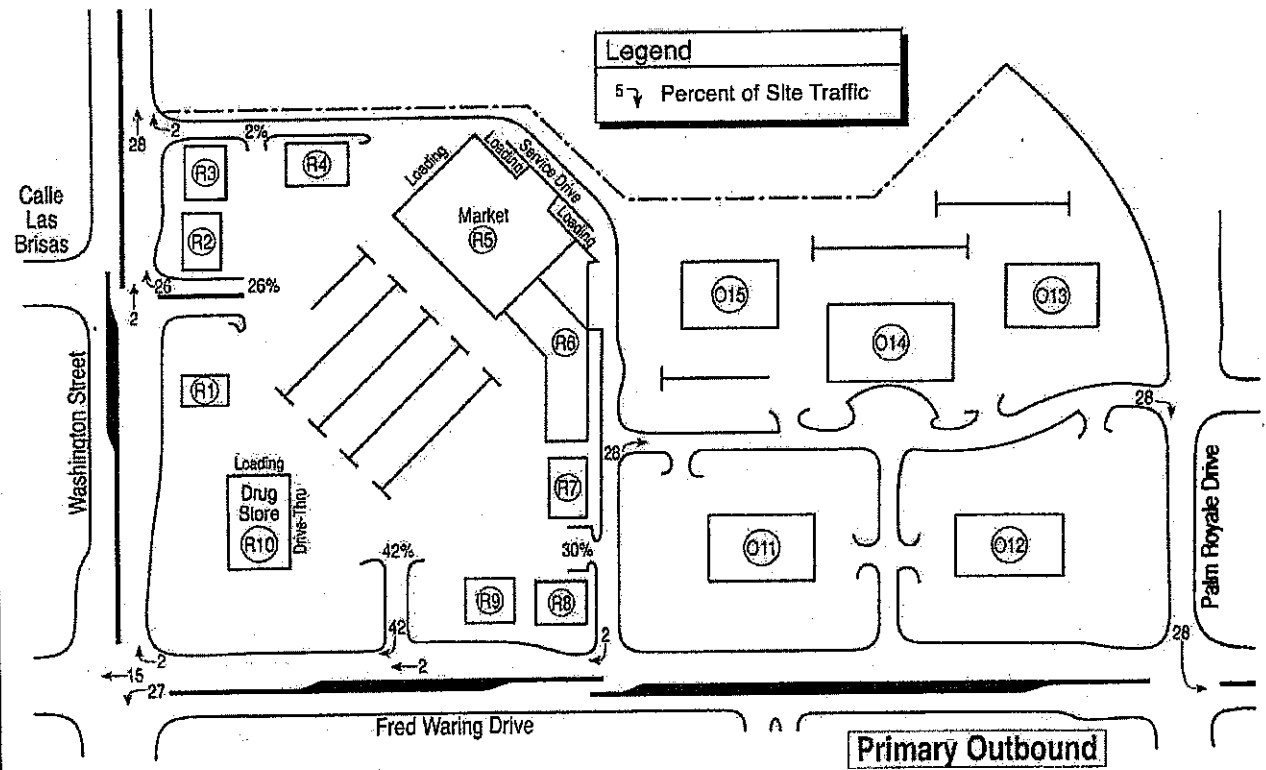 Legend
5 Percent of Site Traffic
2
28
2%
R3
R4
Loading
Loading
Service Drive
Loading
Market
R5
Calle
Las
Brisas
R2
26
26%
2
O15
O13
O14
R6
R1
28
Washington Street
28
Loading
Drug
Store
R10
Drive-Thru
R7
Palm Royale Drive
42%
30%
O11
O12
R9
R8
42
2
2
2
28
15
27
Fred Waring Drive
Primary Outbound